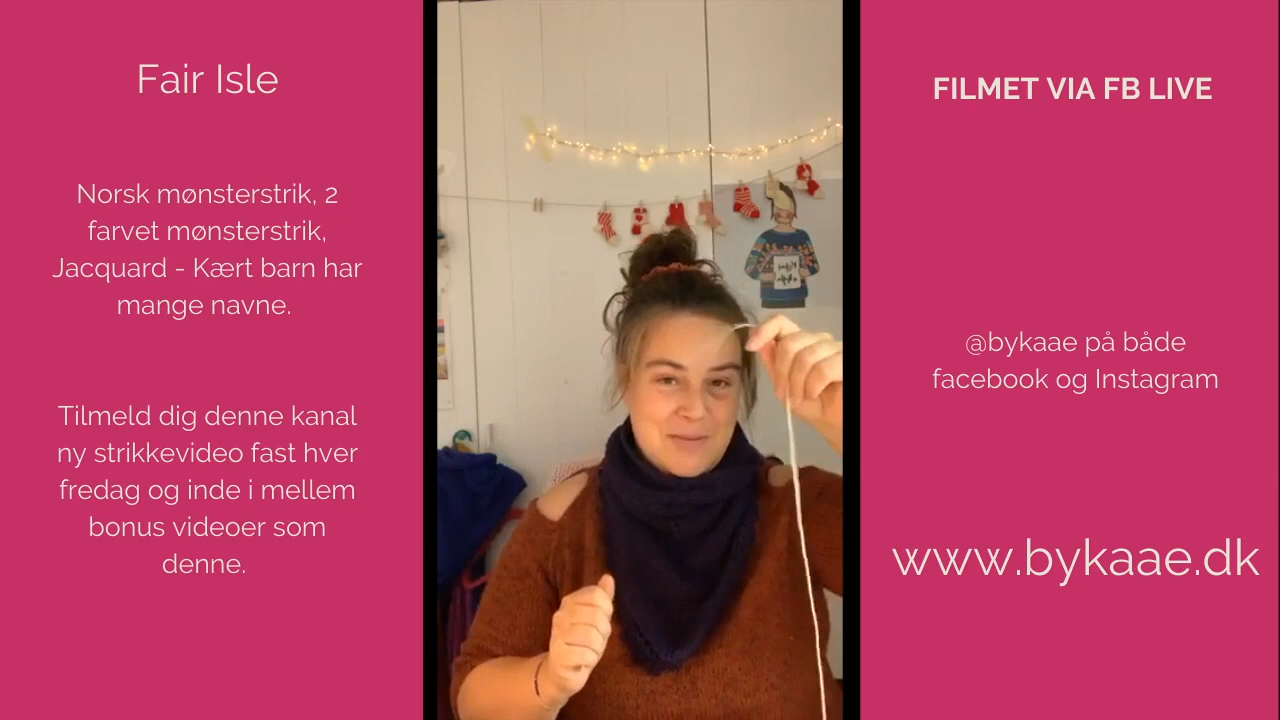 Fair Isle
Norsk mønsterstrik, 2
farvet mønsterstrik,
Jacquard - Kært barn har
mange navne.
Tilmeld dig denne kanal
ny strikkevideo fast hver
fredag og inde i mellem
bonus videoer som
denne.
FILMET VIA FB LIVE
@bykaae på både
facebook og Instagram
www.bykaae.dk